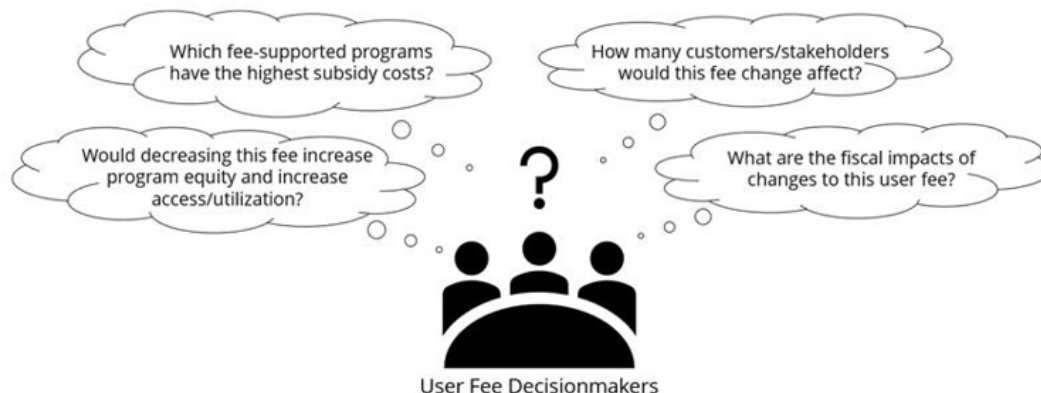 Which fee-supported programs
have the highest subsidy costs?
How many customers/stakeholders
would this fee change affect?
Would decreasing this fee increase
program equity and increase
access/utilization?
What are the fiscal impacts of
changes to this user fee?
?
User Fee Decisionmakers